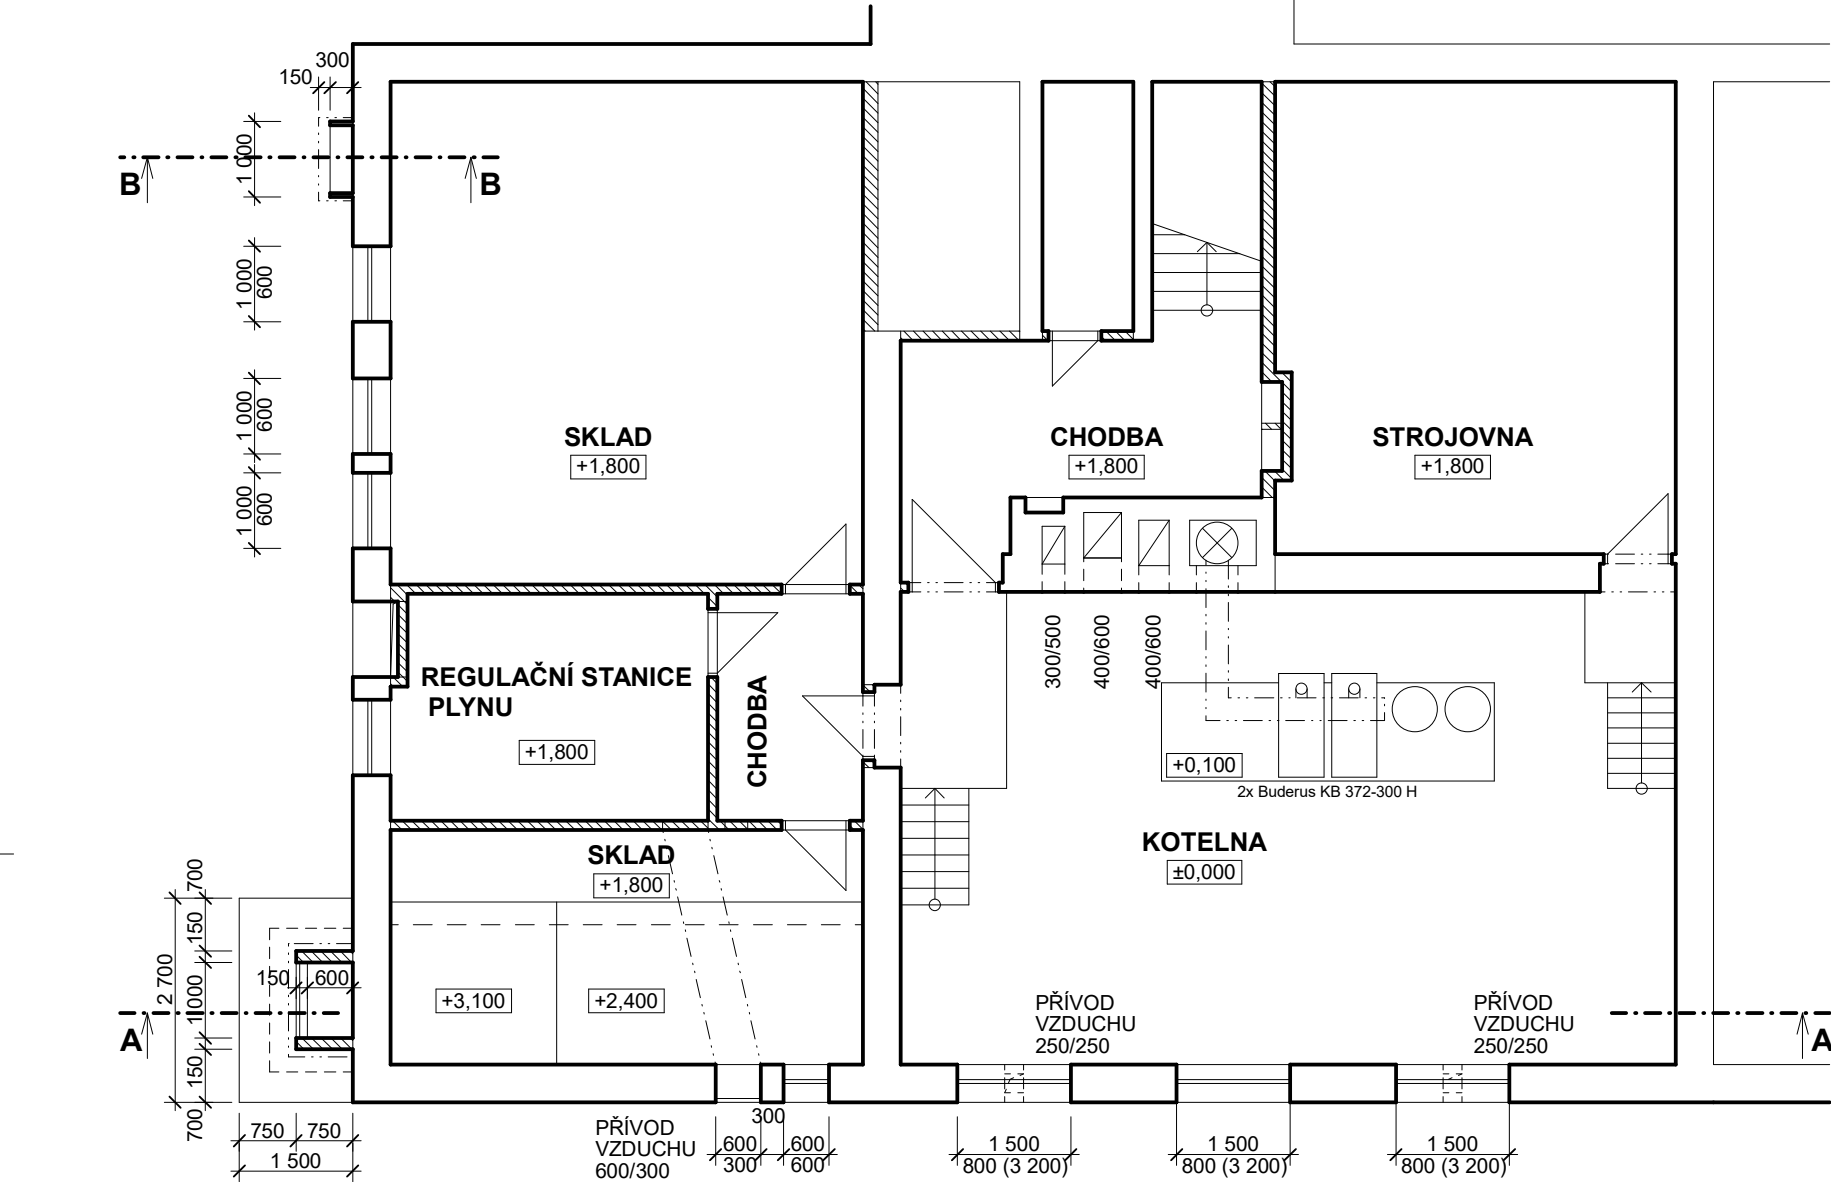 300
150
1 000
B
B
1 000
600
1 000
600
1 000
600
SKLAD
+1,800
CHODBA
+1,800
STROJOVNA
+1,800
300/500
400/600
400/600
REGULAČNÍ STANICE
PLYNU
+1,800
CHODBA
+0,100
2x Buderus KB 372-300 H
KOTELNA
±0,000
SKLAD
+1,800
+3,100
+2,400
700
150
2 700
1000
150
700
150
600
A
A
PŘÍVOD
VZDUCHU
250/250
PŘÍVOD
VZDUCHU
250/250
750
750
1 500
PŘÍVOD
VZDUCHU
600/300
300
600
300
600
600
1 500
800 (3 200)
1 500
800 (3 200)
1 500
800 (3 200)